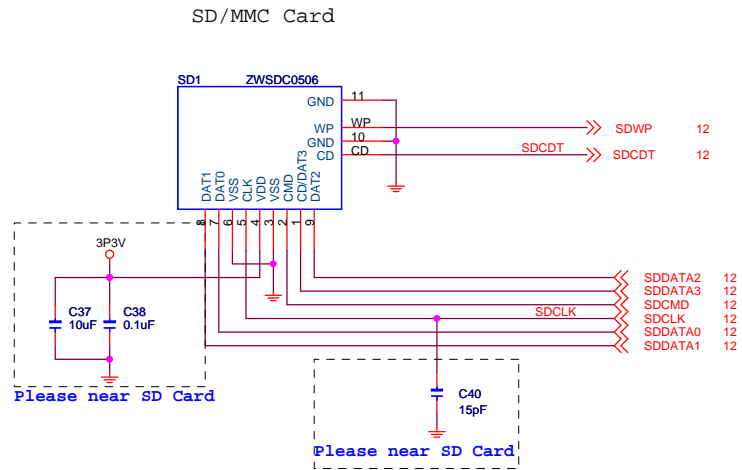 SD/MMC Card
SD1 ZWSDC0506
GND 11
WP WP
GND 10
CD CD
SDWP 12
SDCDT SDCDT 12
DAT1 DAT0 VSS CLK VDD VSS CMD CD/DAT3 DAT2
8 7 6 5 4 3 2 1 9
3P3V
SDDATA2 12
SDDATA3 12
SDCMD 12
SDCLK SDCLK 12
SDDATA0 12
SDDATA1 12
C37 C38
10uF 0.1uF
Please near SD Card
C40
15pF
Please near SD Card